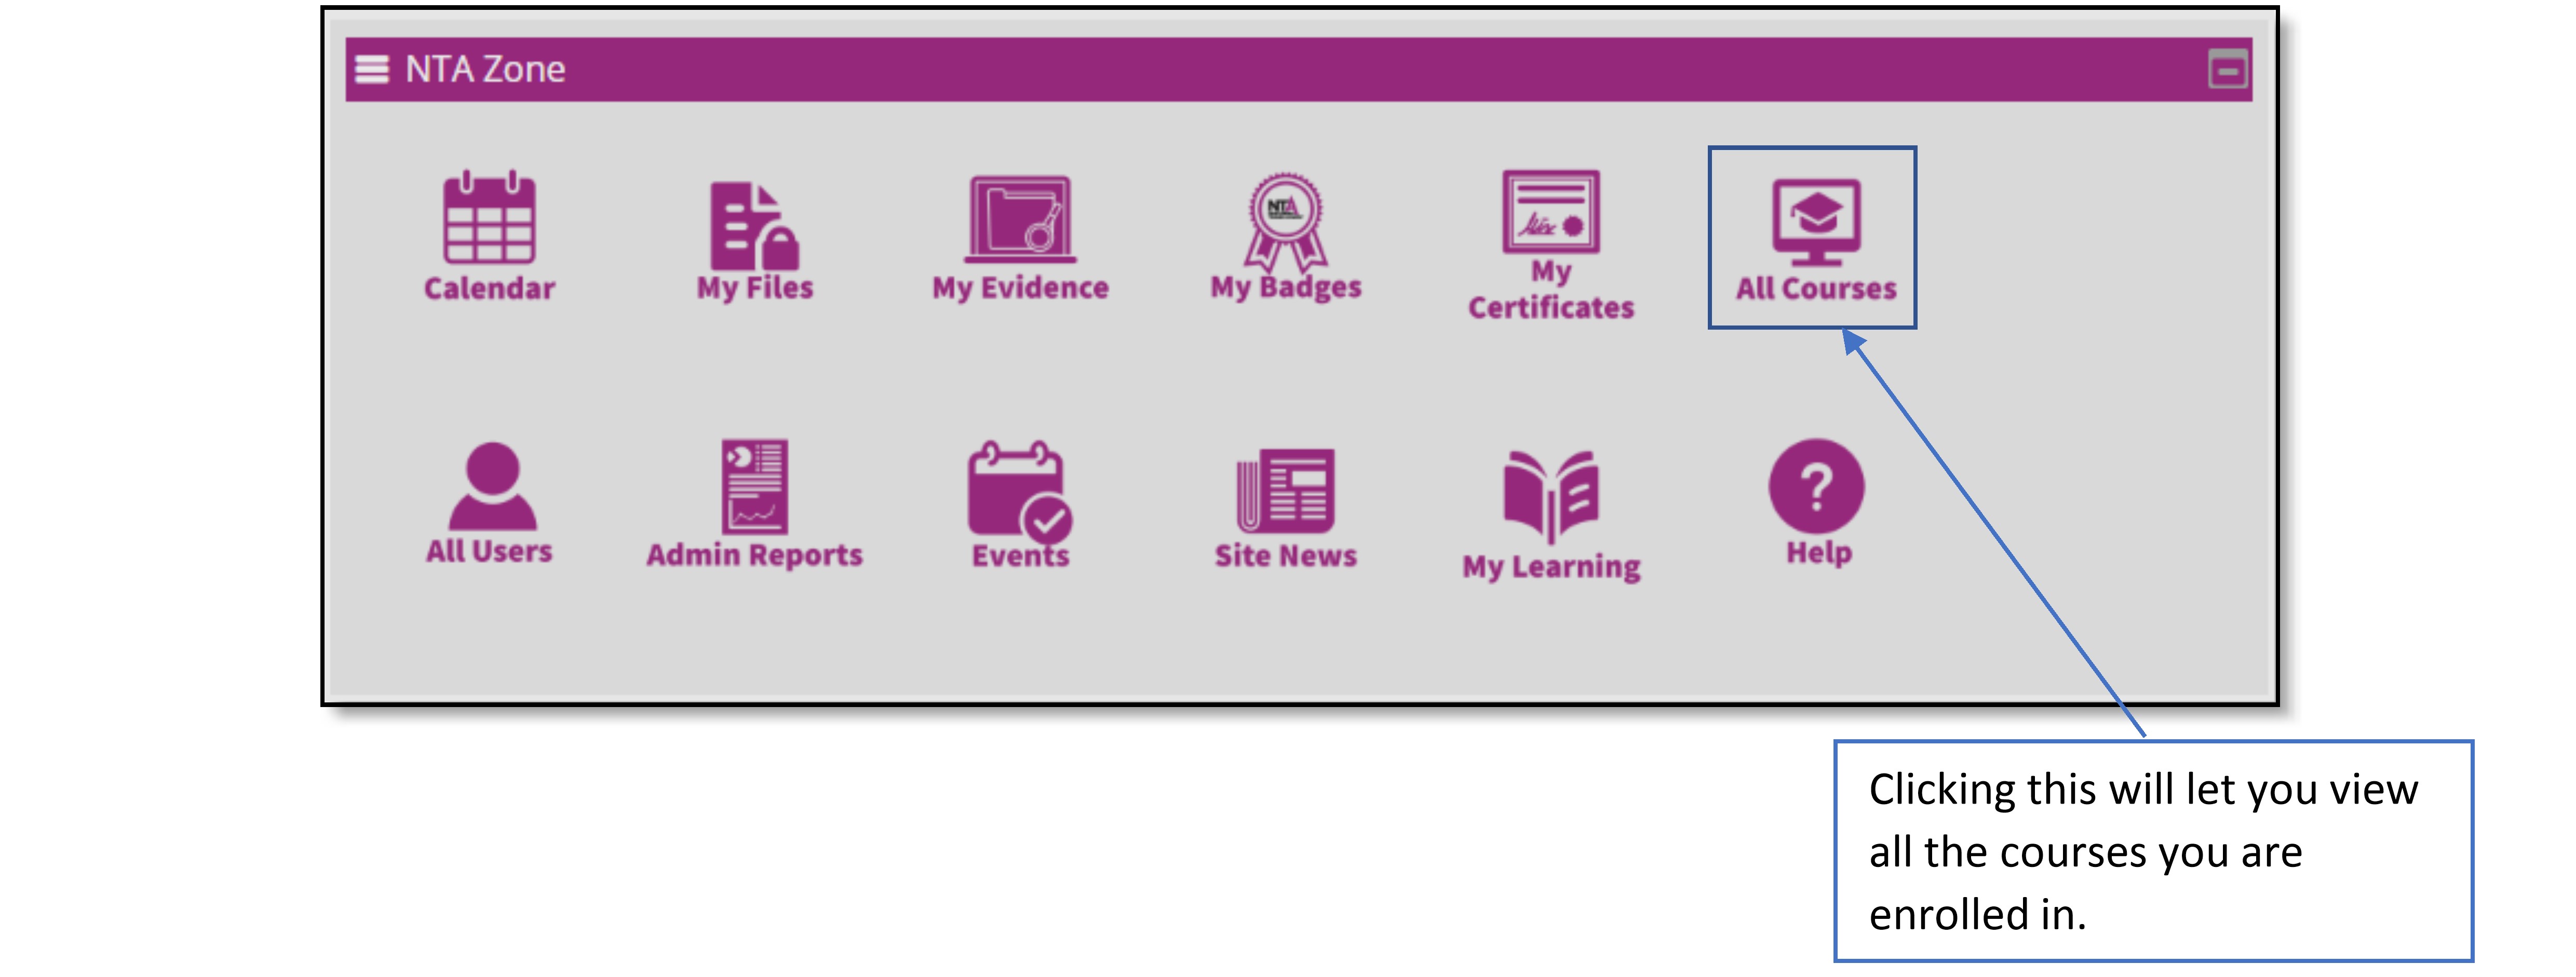 NTA Zone
NTA
Calendar
My Files
My Evidence
My Badges
My
Certificates
All Courses
All Users
Admin Reports
Events
Site News
My Learning
?
Help
Clicking this will let you view
all the courses you are
enrolled in.